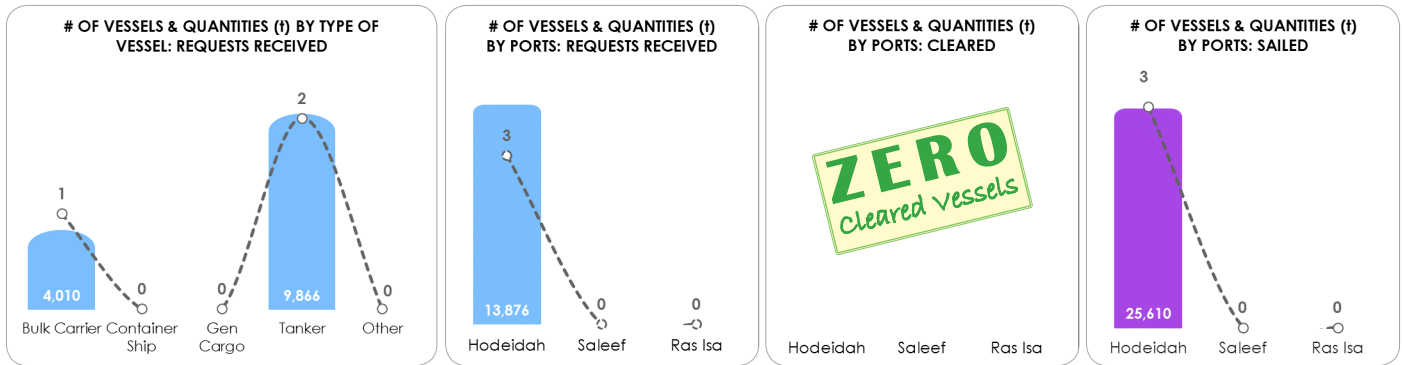 # OF VESSELS & QUANTITIES (t) BY TYPE OF
VESSEL: REQUESTS RECEIVED
2
1
0
0
0
4,010
9,866
Bulk Carrier
Container
Ship
Gen
Cargo
Tanker
Other
# OF VESSELS & QUANTITIES (t)
BY PORTS: REQUESTS RECEIVED
3
0
0
13,876
Hodeidah
Saleef
Ras Isa
# OF VESSELS & QUANTITIES (t)
BY PORTS: CLEARED
ZERO
Cleared Vessels
Hodeidah
Saleef
Ras Isa
# OF VESSELS & QUANTITIES (t)
BY PORTS: SAILED
3
0
0
25,610
Hodeidah
Saleef
Ras Isa